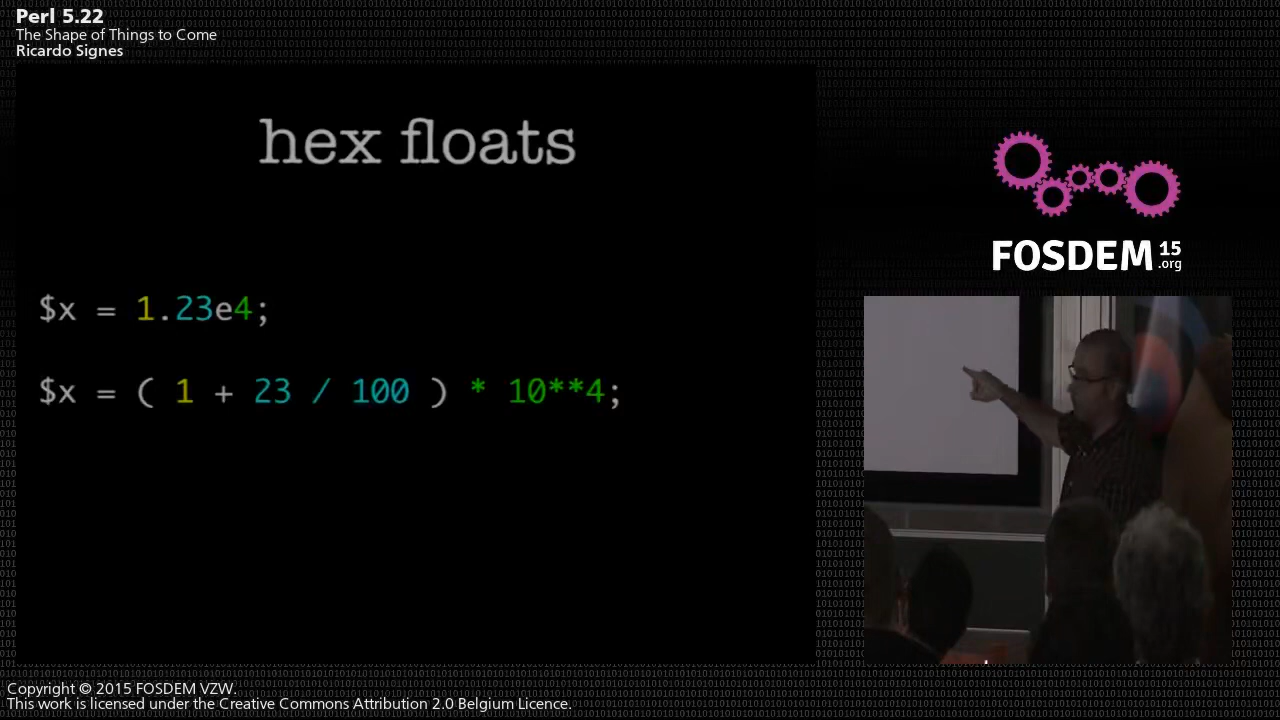 Perl 5.22
The Shape of Things to Come
Ricardo Signes
hex floats
$x = 1.23e4;
$x = ( 1 + 23 / 100 ) * 10**4;
FOSDEM 15
.org
Copyright © 2015 FOSDEM VZW.
This work is licensed under the Creative Commons Attribution 2.0 Belgium Licence.